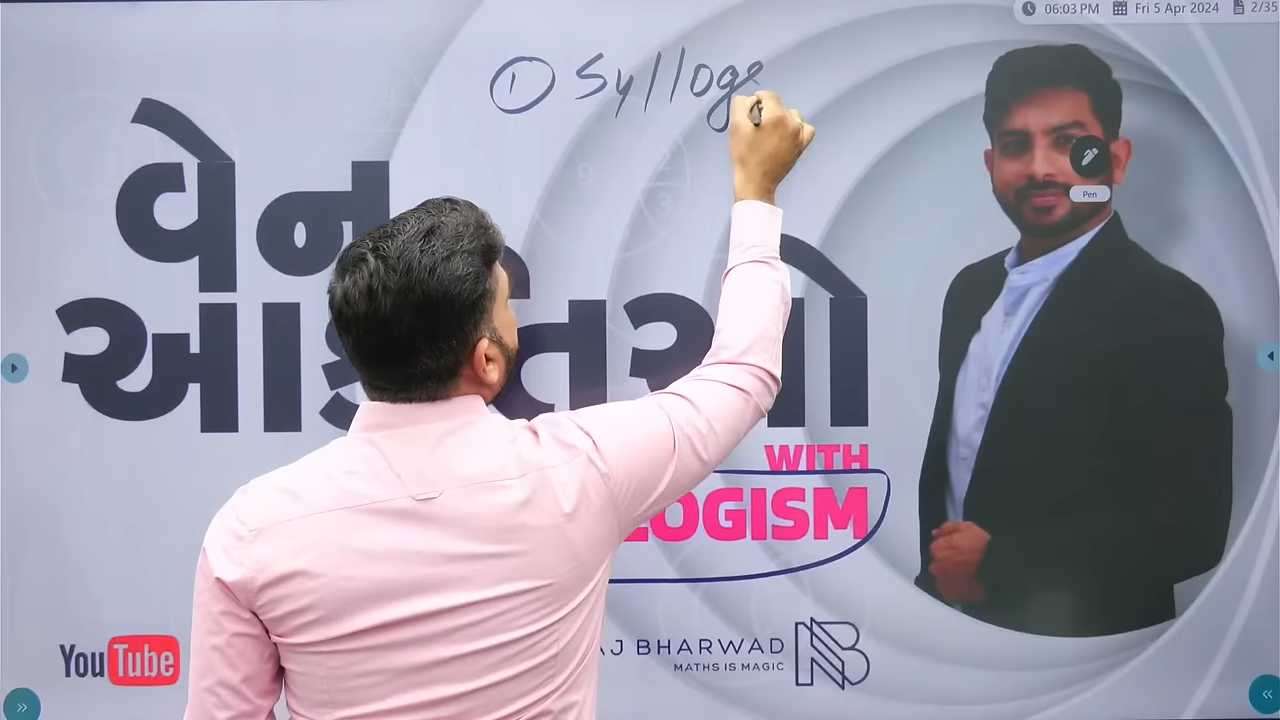 06:03 PM Fri 5 Apr 2024 2/35
① Sylloge
Pen
વેન
WITH
LOGISM
YouTube
AJ BHARWAD
MATHS IS MAGIC